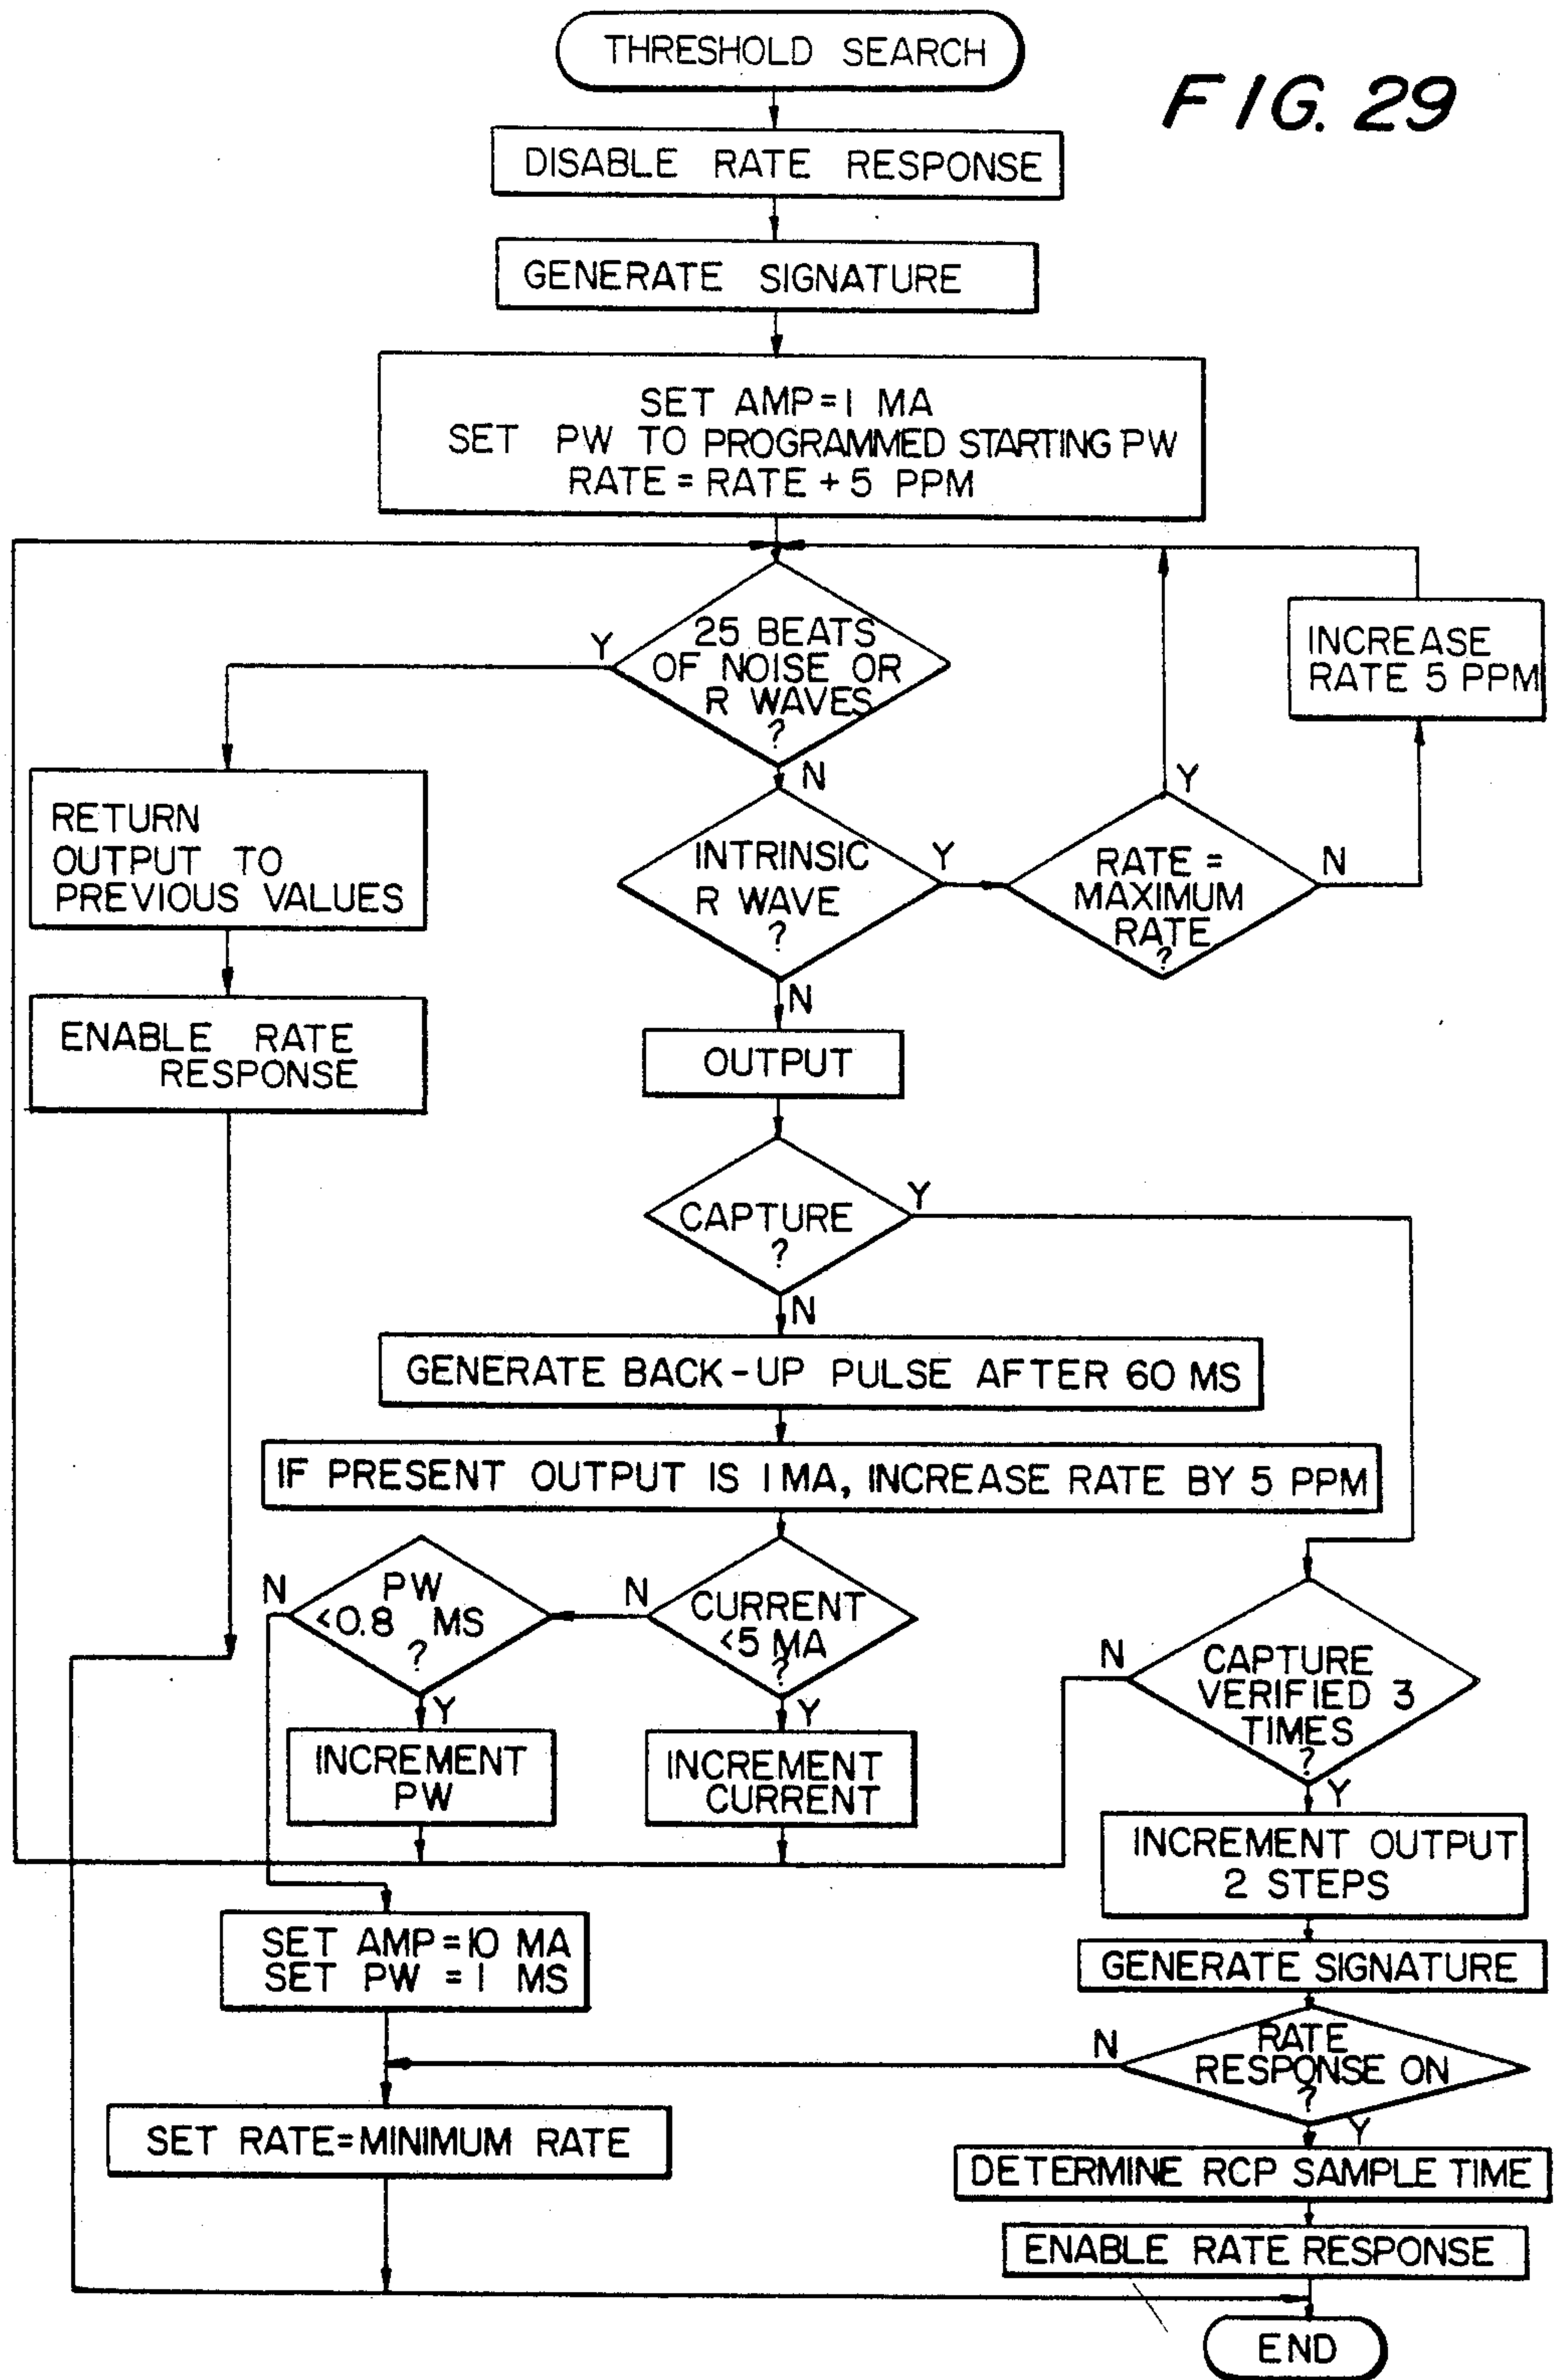 THRESHOLD SEARCH
FIG. 29
DISABLE RATE RESPONSE
GENERATE SIGNATURE
SET AMP=1 MA
SET PW TO PROGRAMMED STARTING PW
RATE=RATE+5 PPM
25 BEATS
OF NOISE OR
R WAVES
?
Y
N
INCREASE
RATE 5 PPM
RETURN
OUTPUT TO
PREVIOUS VALUES
INTRINSIC
R WAVE
?
Y
N
RATE =
MAXIMUM
RATE
?
Y
N
ENABLE RATE
RESPONSE
OUTPUT
CAPTURE
?
Y
N
GENERATE BACK-UP PULSE AFTER 60 MS
IF PRESENT OUTPUT IS 1MA, INCREASE RATE BY 5 PPM
PW
<0.8 MS
?
N
Y
CURRENT
<5 MA
?
N
Y
CAPTURE
VERIFIED 3
TIMES
?
N
Y
INCREMENT
PW
INCREMENT
CURRENT
INCREMENT OUTPUT
2 STEPS
SET AMP=10 MA
SET PW =1 MS
GENERATE SIGNATURE
RATE
RESPONSE ON
?
N
Y
SET RATE=MINIMUM RATE
DETERMINE RCP SAMPLE TIME
ENABLE RATE RESPONSE
END